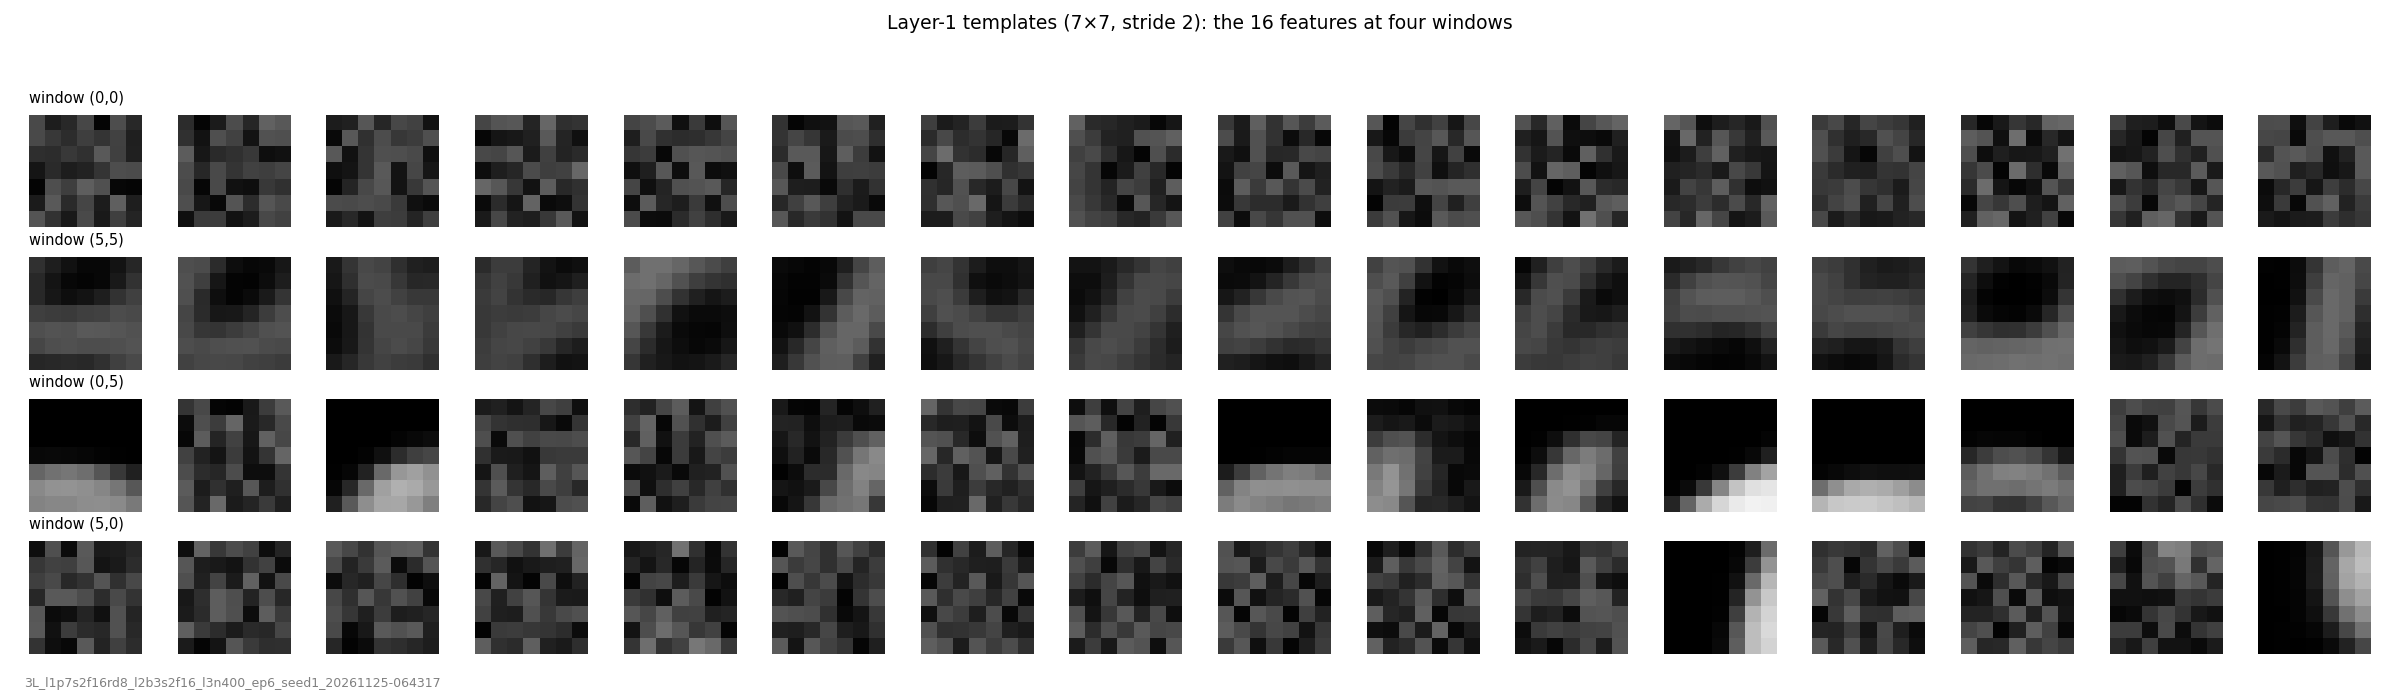 Layer-1 templates (7×7, stride 2): the 16 features at four windows
window (0,0)
window (5,5)
window (0,5)
window (5,0)
3L_l1p7s2f16rd8_l2b3s2f16_l3n400_ep6_seed1_20261125-064317